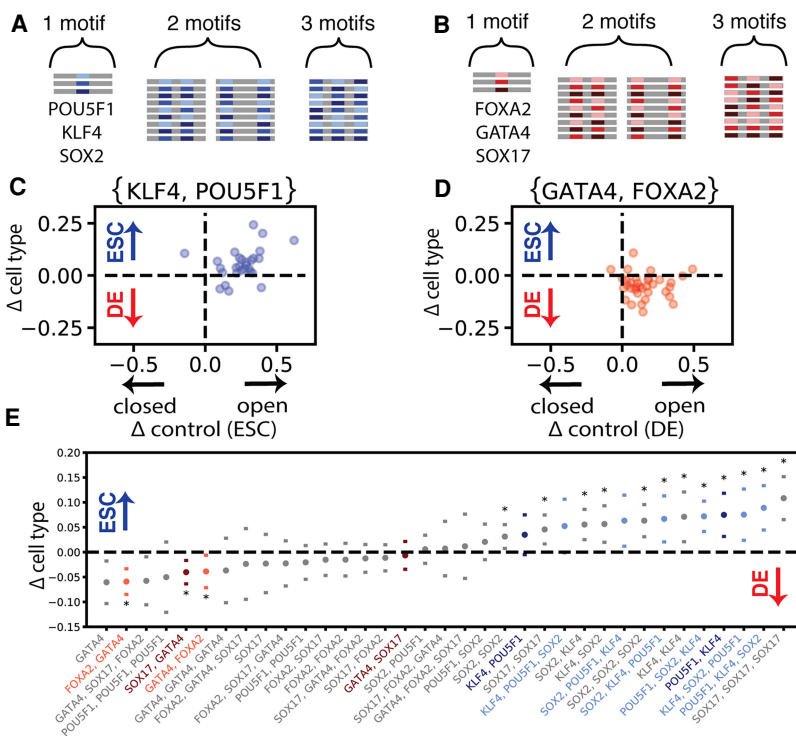 A
1 motif
2 motifs
3 motifs
POU5F1
KLF4
SOX2
B
1 motif
2 motifs
3 motifs
FOXA2
GATA4
SOX17
C
{KLF4, POU5F1}
Δ cell type
ESC
DE
0.25
0.00
−0.25
−0.5
0.0
0.5
closed
open
Δ control (ESC)
D
{GATA4, FOXA2}
Δ cell type
ESC
DE
0.25
0.00
−0.25
−0.5
0.0
0.5
closed
open
Δ control (DE)
E
Δ cell type
ESC
DE
0.20
0.15
0.10
0.05
0.00
−0.05
−0.10
−0.15
GATA4
FOXA2, GATA4
GATA4, SOX17, FOXA2
POU5F1, POU5F1, POU5F1
SOX17, GATA4
GATA4, FOXA2
GATA4, GATA4, GATA4
FOXA2, GATA4, SOX17
SOX17
FOXA2, SOX17, GATA4
POU5F1, POU5F1
FOXA2, SOX17
FOXA2, FOXA2
SOX17, GATA4, FOXA2
SOX17, FOXA2
GATA4, SOX17
SOX2, POU5F1
SOX17, FOXA2, GATA4
GATA4, FOXA2, SOX17
POU5F1, SOX2
SOX2, SOX2
KLF4, POU5F1
SOX17, SOX17
KLF4, POU5F1, SOX2
SOX2, KLF4
KLF4, SOX2
SOX2, POU5F1, KLF4
SOX2, SOX2, SOX2
SOX2, KLF4, POU5F1
KLF4, KLF4
POU5F1, SOX2, KLF4
POU5F1, KLF4
KLF4, SOX2, POU5F1
POU5F1, KLF4, SOX2
SOX17, SOX17, SOX17